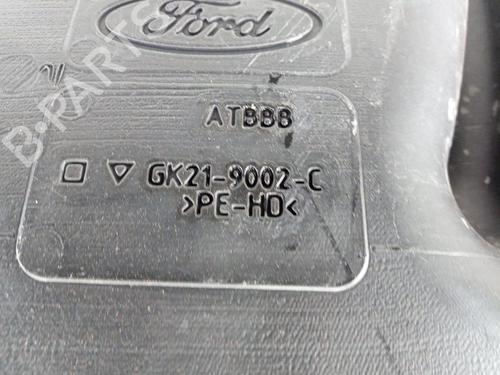 Ford
B-PARTS
ATBBB
GK21-9002-C
>PE-HD<